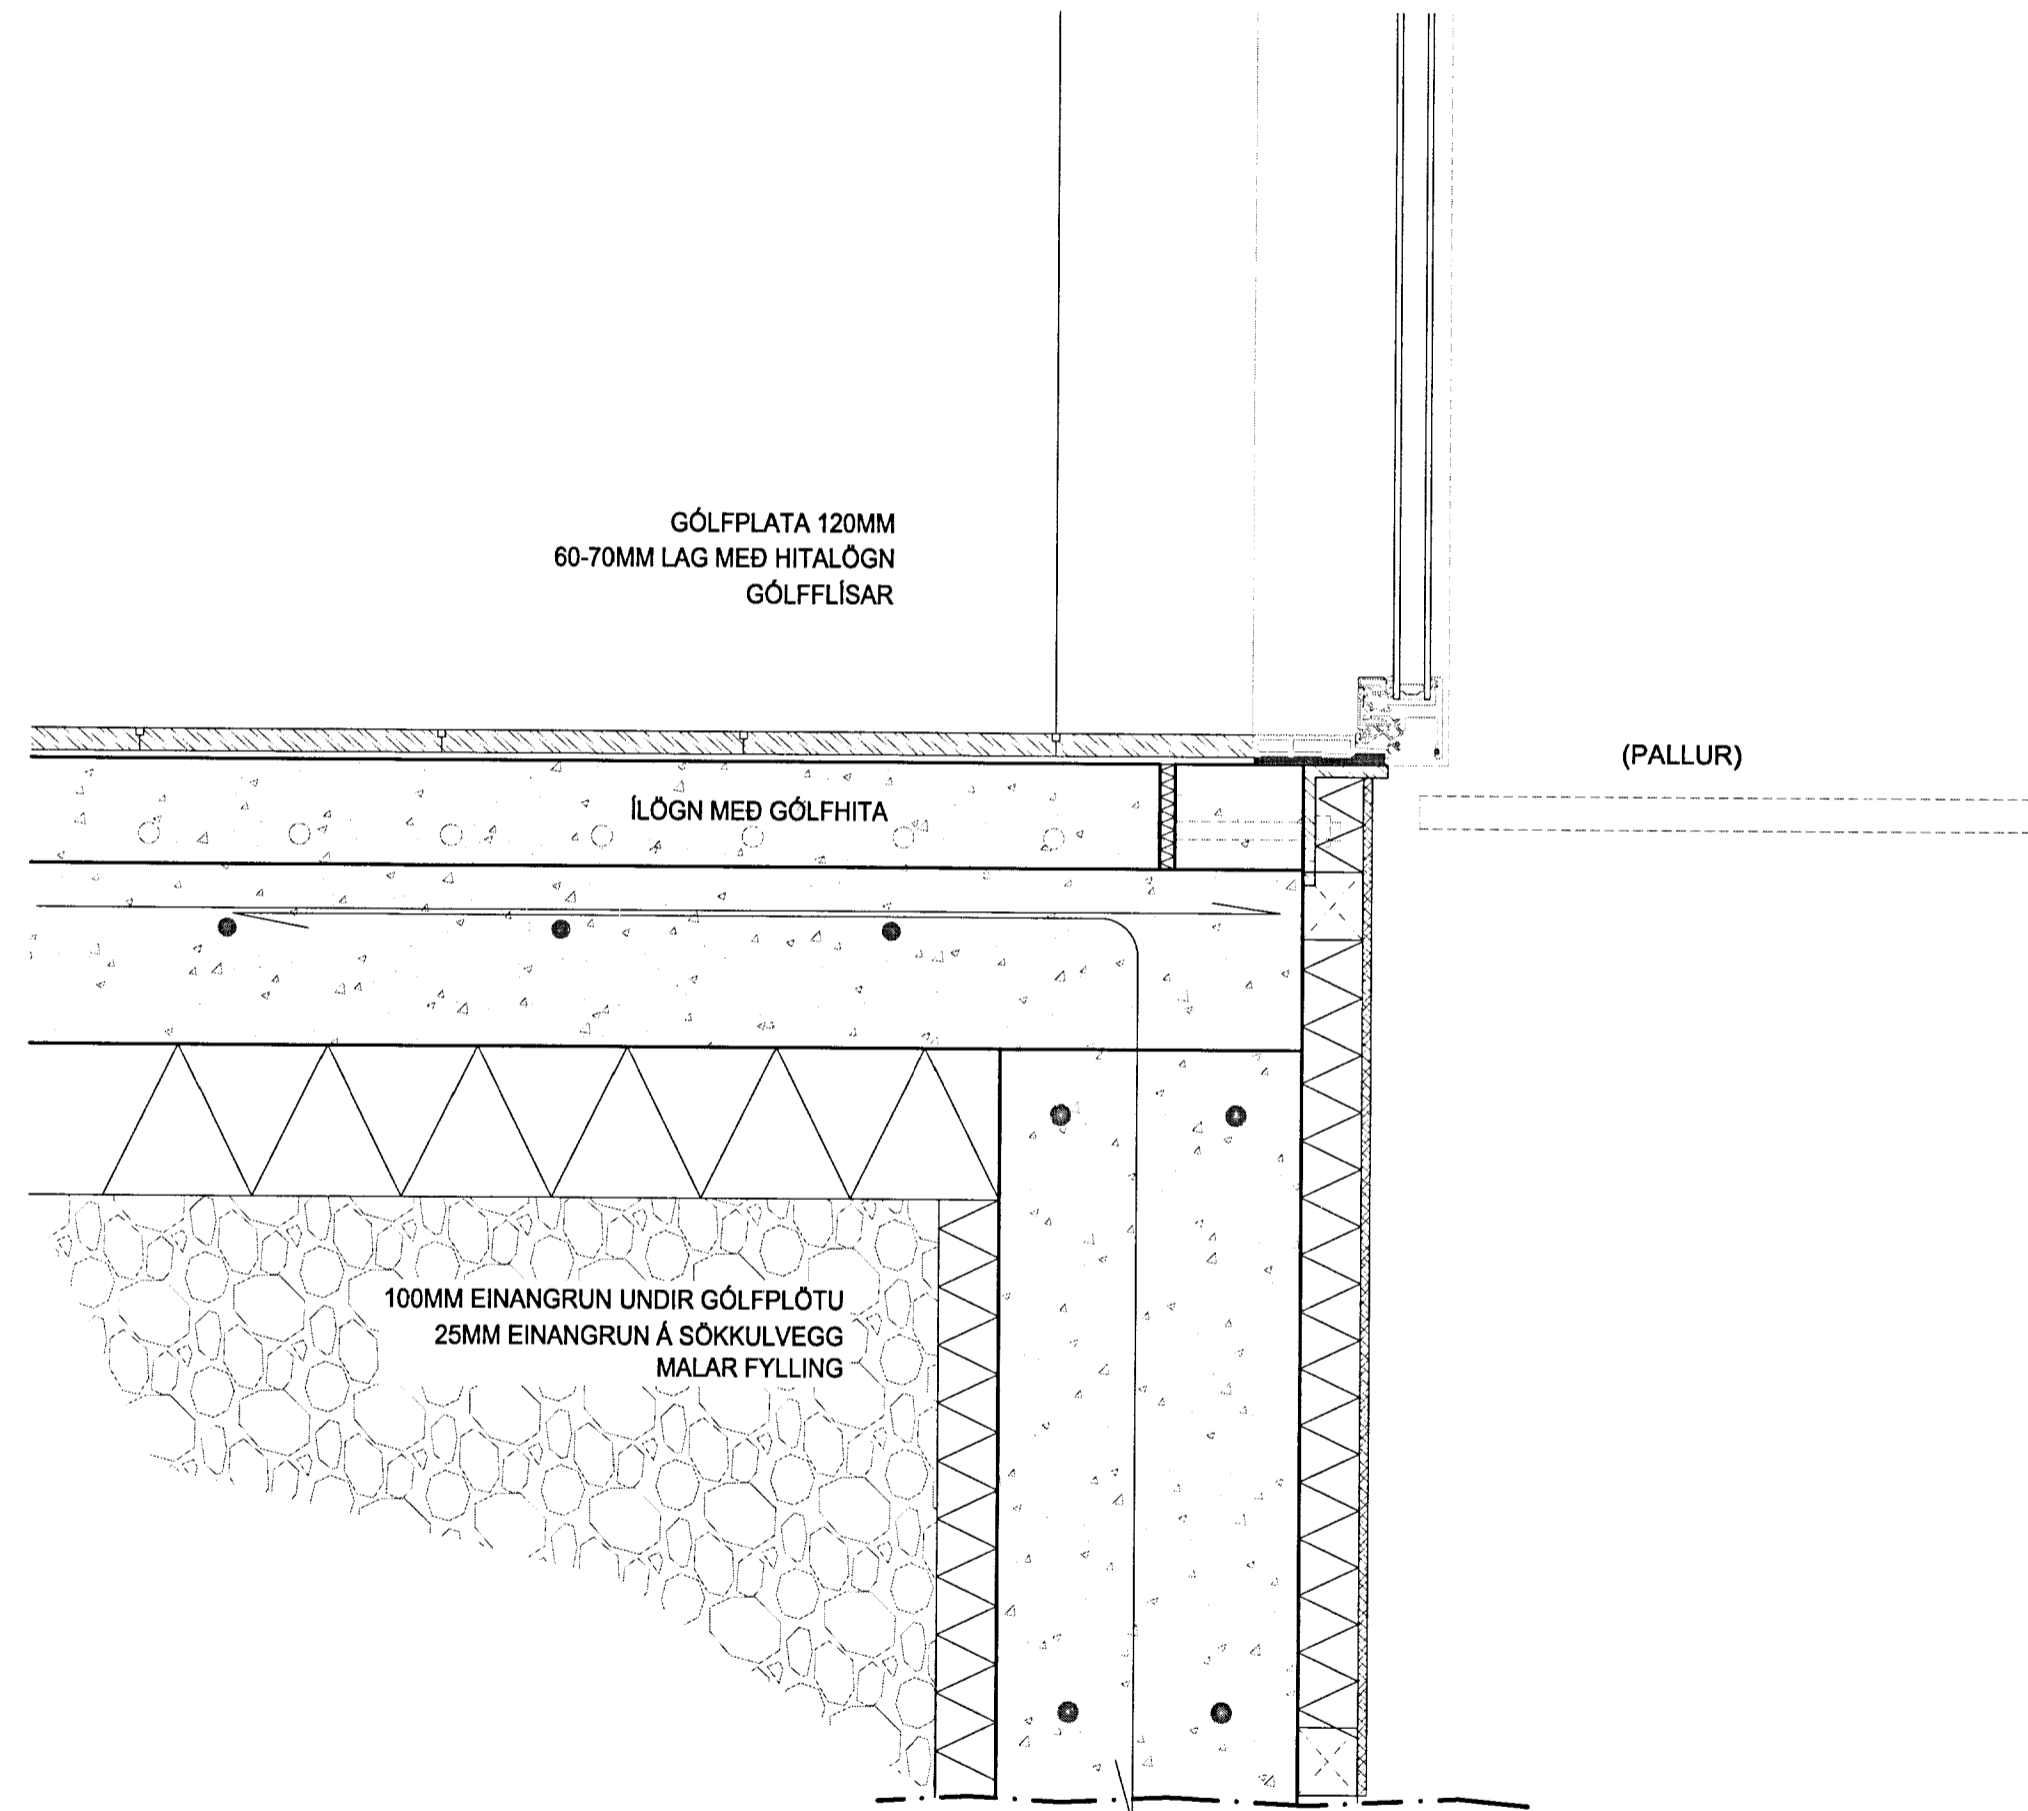 GÓLFPLATA 120MM
60-70MM LAG MEÐ HITALÖGN
GÓLFFLÍSAR
(PALLUR)
ÍLÖGN MEÐ GÓLFHITA
100MM EINANGRUN UNDIR GÓLFPLÖTU
25MM EINANGRUN Á SÖKKULVEGG
MALAR FYLLING